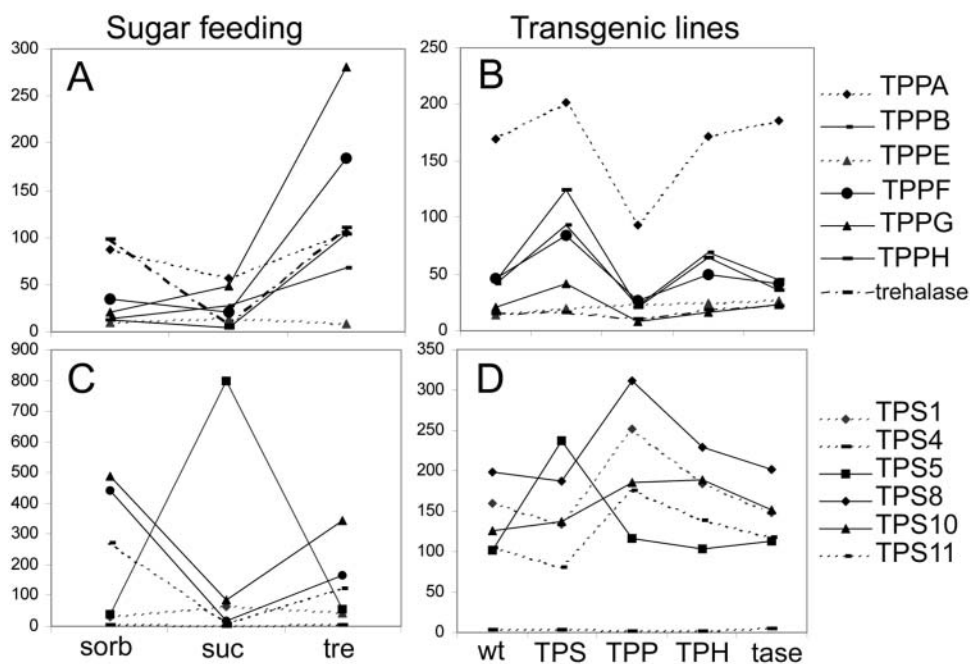 Sugar feeding
Transgenic lines
A
300
250
200
150
100
50
0
B
250
200
150
100
50
0
TPPA
TPPB
TPPE
TPPF
TPPG
TPPH
trehalase
C
900
800
700
600
500
400
300
200
100
0
sorb suc tre
D
350
300
250
200
150
100
50
0
wt TPS TPP TPH tase
TPS1
TPS4
TPS5
TPS8
TPS10
TPS11